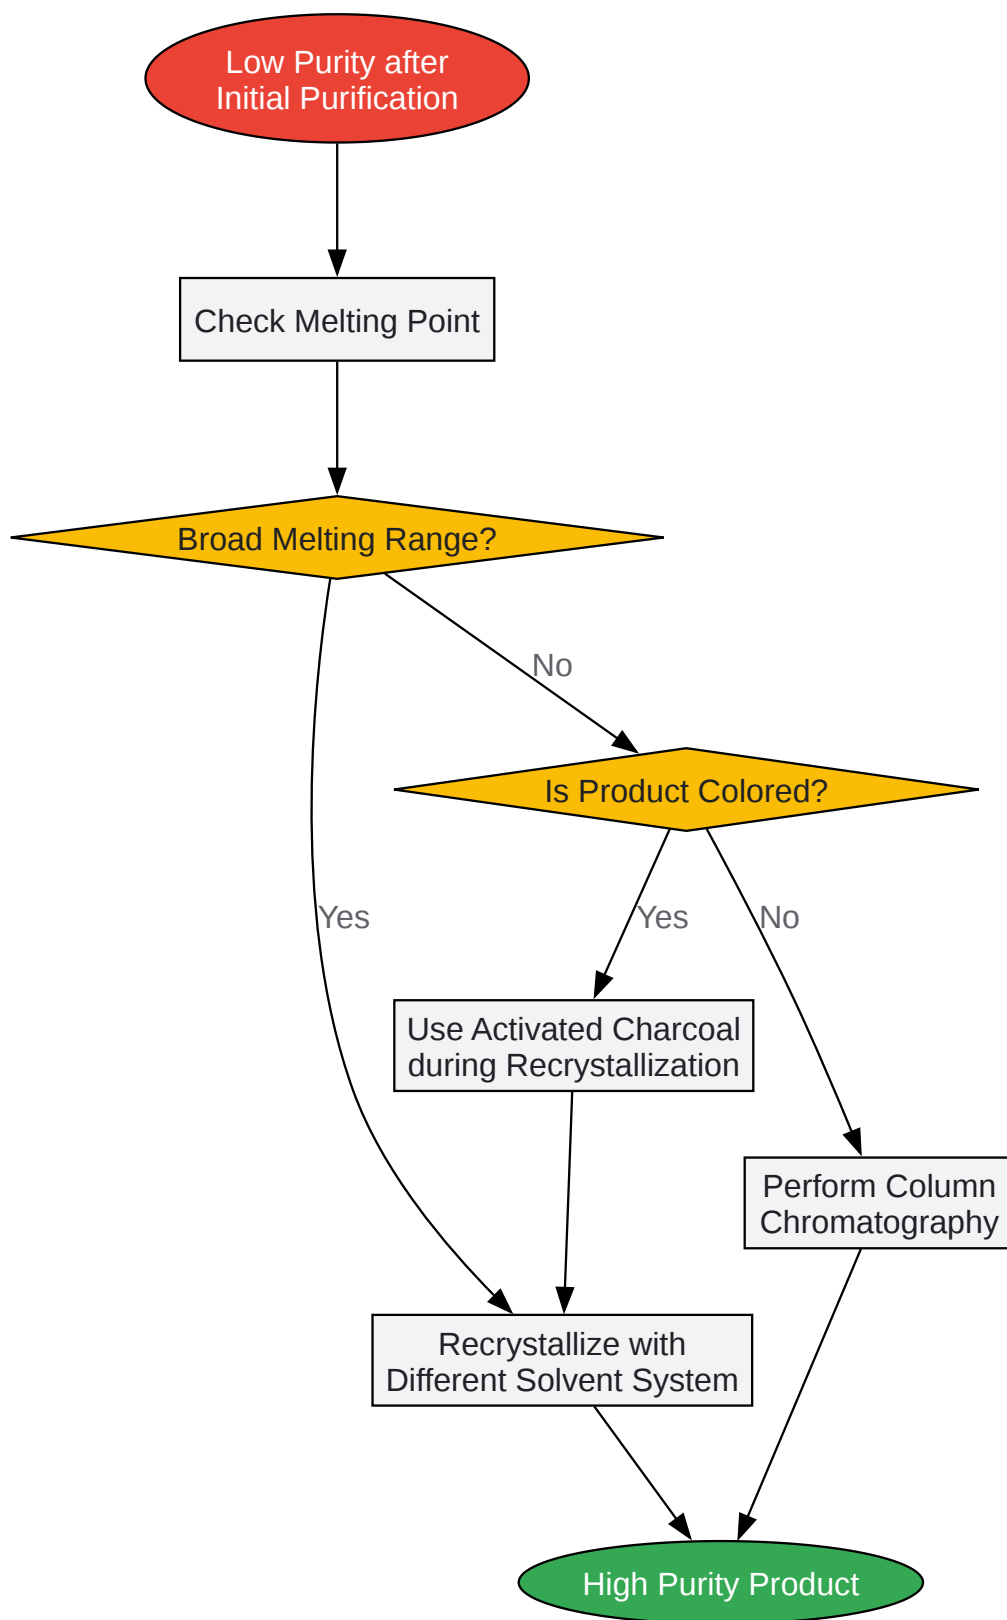 Low Purity after
Initial Purification
Check Melting Point
Broad Melting Range?
No
Is Product Colored?
Yes
Yes
No
Use Activated Charcoal
during Recrystallization
Perform Column
Chromatography
Recrystallize with
Different Solvent System
High Purity Product